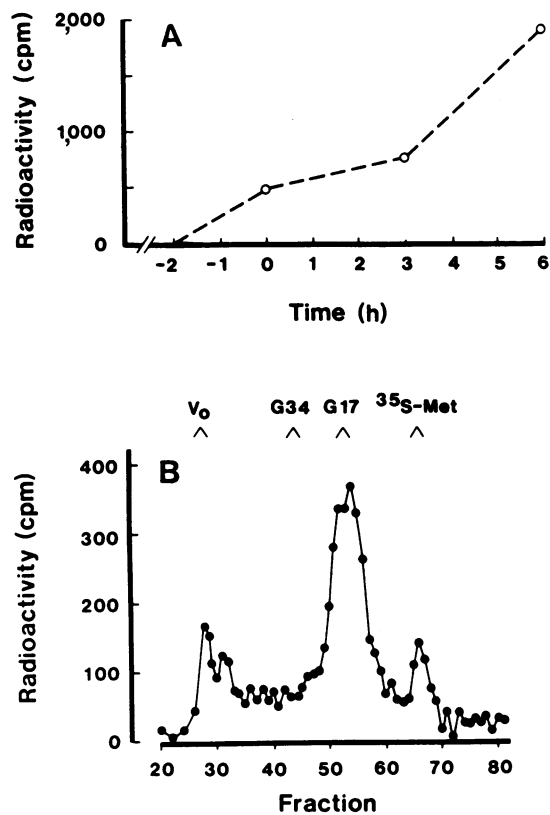 A
Radioactivity (cpm)
2,000
1,000
0
-2 -1 0 1 2 3 4 5 6
Time (h)
Vo G34 G17 35S-Met
B
Radioactivity (cpm)
400
300
200
100
0
20 30 40 50 60 70 80
Fraction